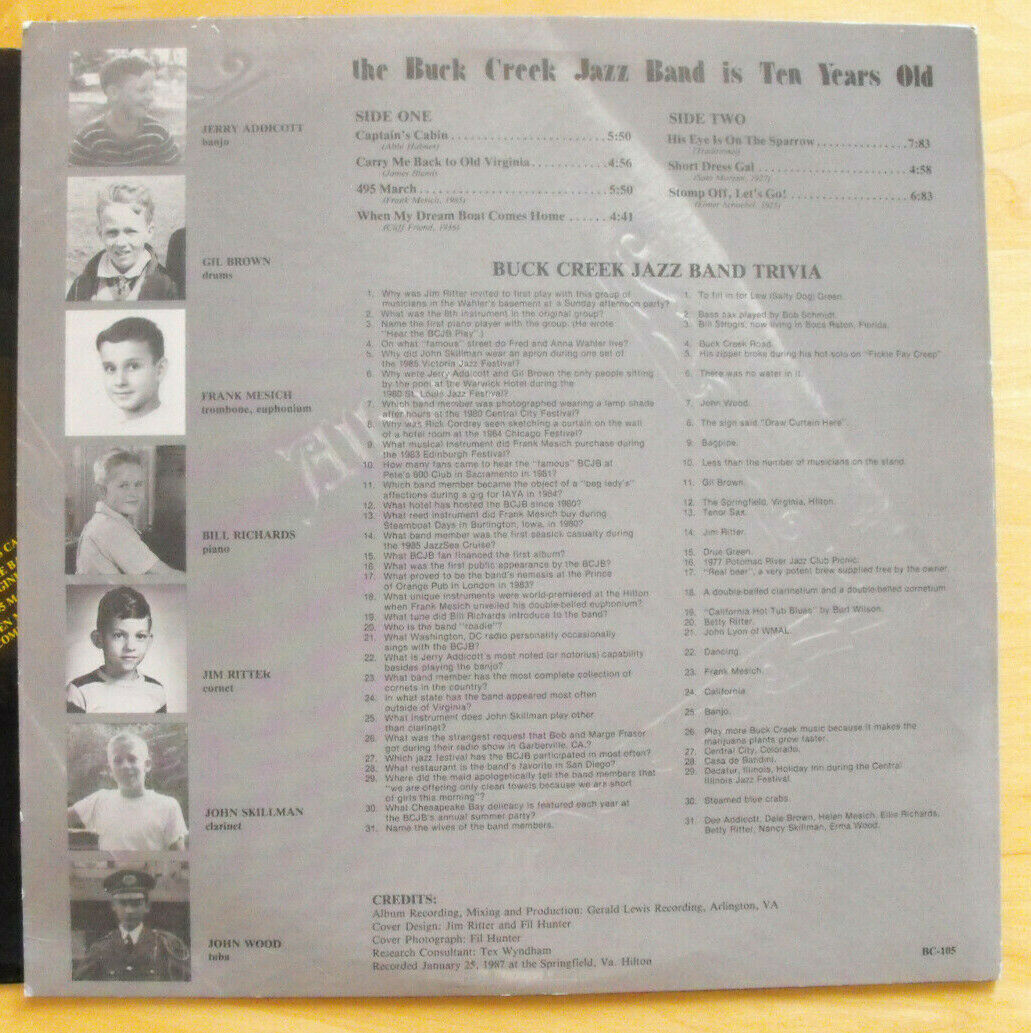 the Buck Creek Jazz Band is Ten Years Old
SIDE ONE
Captain's Cabin 5:50
(Able Habner)
Carry Me Back to Old Virginia 4:56
(James Bland)
495 March 5:50
(Frank Mesich, 1985)
When My Dream Boat Comes Home 4:41
(Cliff Friend, 1936)
SIDE TWO
His Eye Is On The Sparrow 7:83
(Traditional)
Short Dress Gal 4:58
(Sam Morgan, 1927)
Stomp Off, Let's Go! 6:83
(Elmer Schoebel, 1925)
JERRY ADDICOTT
banjo
GIL BROWN
drums
FRANK MESICH
trombone, euphonium
BILL RICHARDS
piano
JIM RITTER
cornet
JOHN SKILLMAN
clarinet
JOHN WOOD
tuba
BUCK CREEK JAZZ BAND TRIVIA
1. Why was Jim Ritter invited to first play with this group of
musicians in the Wahler's basement at a Sunday afternoon party?
2. What was the 8th instrument in the original group?
3. Name the first piano player with the group. (He wrote
"Hear the BCJB Play".)
4. On what "famous" street do Fred and Anna Wahler live?
5. Why did John Skillman wear an apron during one set of
the 1985 Victoria Jazz Festival?
6. Why were Jerry Addicott and Gil Brown the only people sitting
by the pool at the Warwick Hotel during the
1980 St. Louis Jazz Festival?
7. Which band member was photographed wearing a lamp shade
after hours at the 1980 Central City Festival?
8. Why was Rick Cordrey seen sketching a curtain on the wall
of a hotel room at the 1984 Chicago Festival?
9. What musical instrument did Frank Mesich purchase during
the 1983 Edinburgh Festival?
10. How many fans came to hear the "famous" BCJB at
Pete's 600 Club in Sacramento in 1981?
11. Which band member became the object of a "bag lady's"
affections during a gig for IAYA in 1984?
12. What hotel has hosted the BCJB since 1980?
13. What reed instrument did Frank Mesich buy during
Steamboat Days in Burlington, Iowa, in 1980?
14. What band member was the first seasick casualty during
the 1985 JazzSea Cruise?
15. What BCJB fan financed the first album?
16. What was the first public appearance by the BCJB?
17. What proved to be the band's nemesis at the Prince
of Orange Pub in London in 1983?
18. What unique instruments were world-premiered at the Hilton
when Frank Mesich unveiled his double-belled euphonium?
19. What tune did Bill Richards introduce to the band?
20. Who is the band "roadie"?
21. What Washington, DC radio personality occasionally
sings with the BCJB?
22. What is Jerry Addicott's most noted (or notorius) capability
besides playing the banjo?
23. What band member has the most complete collection of
cornets in the country?
24. In what state has the band appeared most often
outside of Virginia?
25. What instrument does John Skillman play other
than clarinet?
26. What was the strangest request that Bob and Marge Frasor
got during their radio show in Garberville, CA.?
27. Which jazz festival has the BCJB participated in most often?
28. What restaurant is the band's favorite in San Diego?
29. Where did the maid apologetically tell the band members that
"we are offering only clean towels because we are short
of girls this morning"?
30. What Chesapeake Bay delicacy is featured each year at
the BCJB's annual summer party?
31. Name the wives of the band members.
1. To fill in for Lew (Salty Dog) Green.
2. Bass sax played by Bob Schmidt.
3. Bill Strugis, now living in Boca Raton, Florida.
4. Buck Creek Road.
5. His zipper broke during his hot solo on "Fickle Fay Creep"
6. There was no water in it.
7. John Wood.
8. The sign said "Draw Curtain Here".
9. Bagpipe.
10. Less than the number of musicians on the stand.
11. Gil Brown.
12. The Springfield, Virginia, Hilton.
13. Tenor Sax.
14. Jim Ritter.
15. Drue Green.
16. 1977 Potomac River Jazz Club Picnic.
17. "Real beer", a very potent brew supplied free by the owner.
18. A double-belled clarinetium and a double-belled cornetium.
19. "California Hot Tub Blues" by Burt Wilson.
20. Betty Ritter.
21. John Lyon of WMAL.
22. Dancing.
23. Frank Mesich.
24. California.
25. Banjo.
26. Play more Buck Creek music because it makes the
marijuana plants grow faster.
27. Central City, Colorado.
28. Casa de Bandini.
29. Decatur, Illinois, Holiday Inn during the Central
Illinois Jazz Festival.
30. Steamed blue crabs.
31. Dee Addicott, Dale Brown, Helen Mesich, Ellie Richards,
Betty Ritter, Nancy Skillman, Erma Wood.
CREDITS:
Album Recording, Mixing and Production: Gerald Lewis Recording, Arlington, VA
Cover Design: Jim Ritter and Fil Hunter
Cover Photograph: Fil Hunter
Research Consultant: Tex Wyndham
Recorded January 25, 1987 at the Springfield, Va. Hilton
BC-105